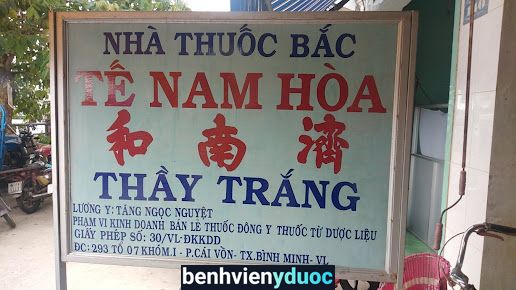 NHÀ THUỐC BẮC
TẾ NAM HÒA
和南濟
THẦY TRẮNG
LƯƠNG Y: TĂNG NGỌC NGUYỆT
PHẠM VI KINH DOANH BÁN LẺ THUỐC ĐÔNG Y THUỐC TỪ DƯỢC LIỆU
GIẤY PHÉP SỐ: 30/VL-ĐKKDD
ĐC: 293 TỔ 07 KHÓM.I - P.CÁI VỒN- TX.BÌNH MINH- VL
benhvienyduoc